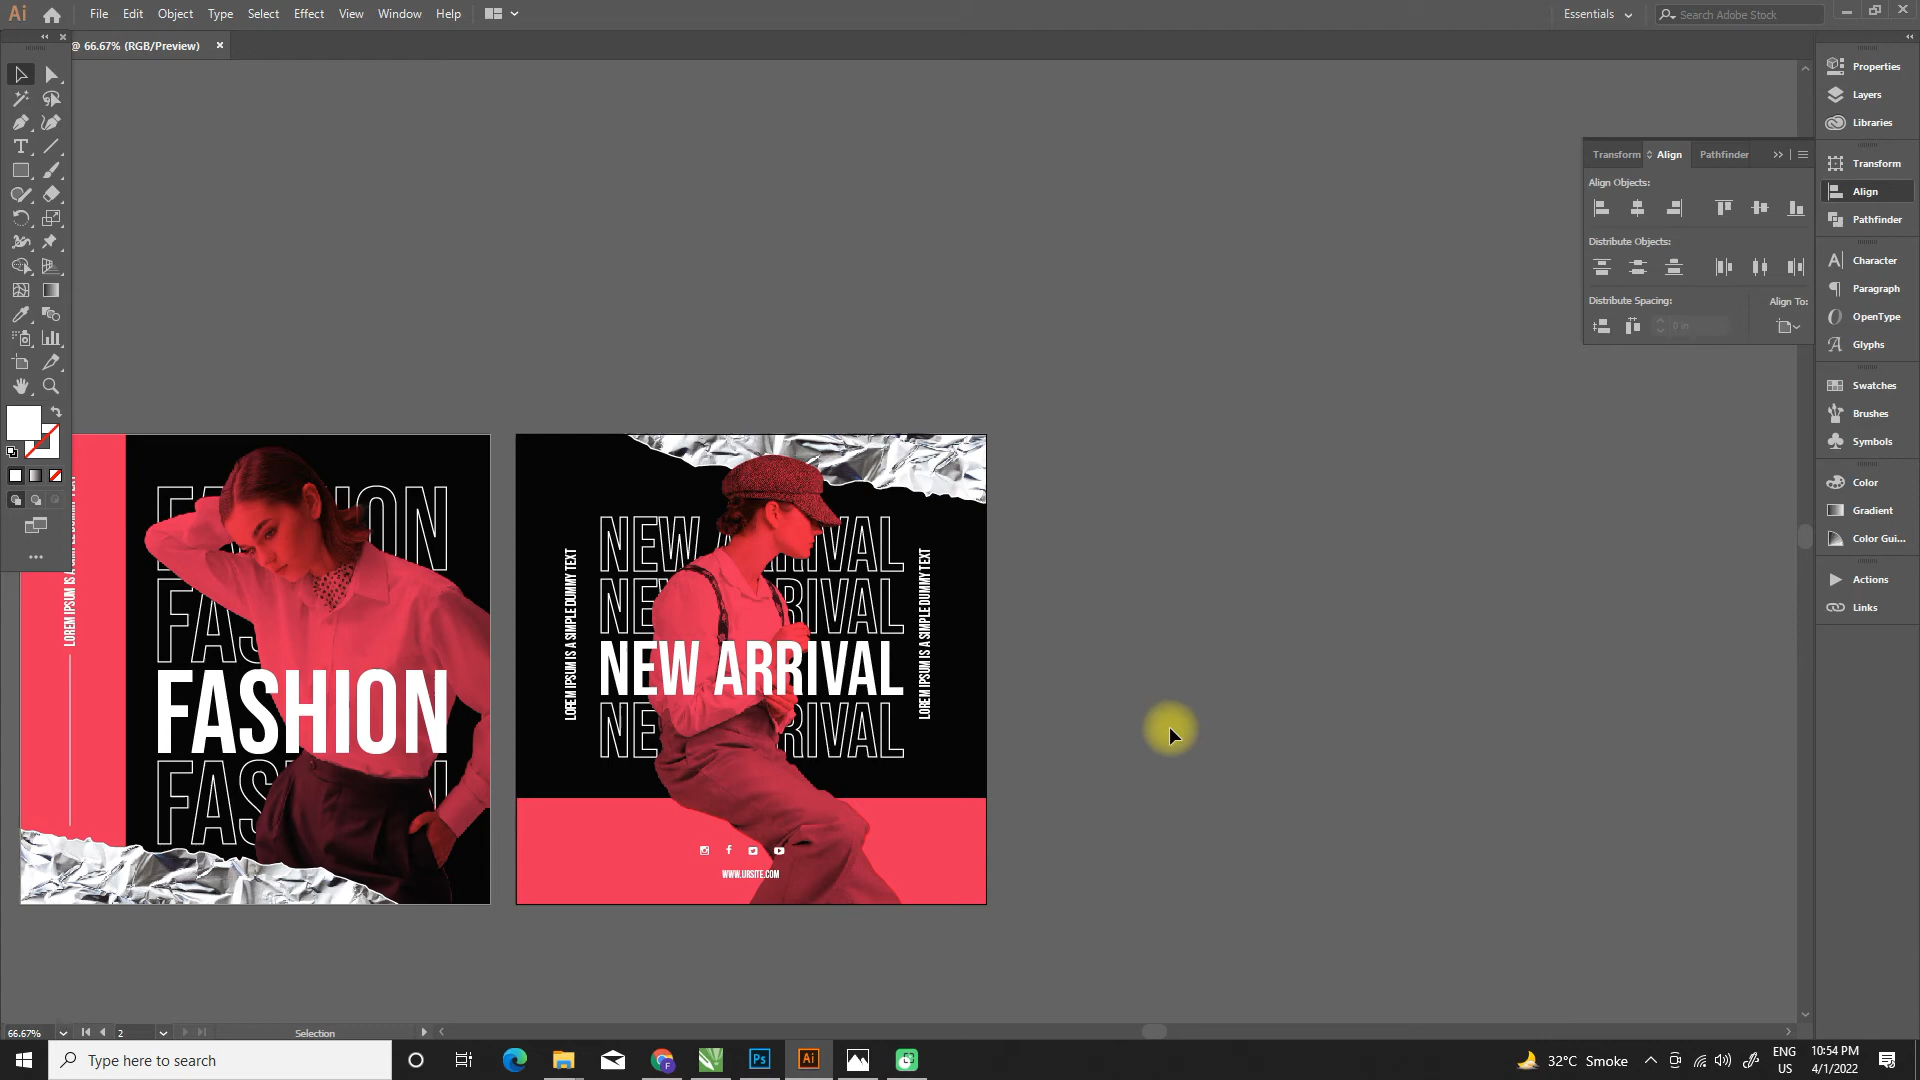 Ai File Edit Object Type Select Effect View Window Help Essentials Search Adobe Stock
@ 66.67% (RGB/Preview) ×
Properties
Layers
Libraries
Transform Align Pathfinder
Align Objects:
Distribute Objects:
Distribute Spacing: Align To:
0 in
Transform
Align
Pathfinder
Character
Paragraph
OpenType
Glyphs
Swatches
Brushes
Symbols
Color
Gradient
Color Gui...
Actions
Links
FASHION
FASHION
FASHION
LOREM IPSUM IS A SIMPLE DUMMY TEXT
NEW ARRIVAL
NEW ARRIVAL
NEW ARRIVAL
NEW ARRIVAL
LOREM IPSUM IS A SIMPLE DUMMY TEXT
LOREM IPSUM IS A SIMPLE DUMMY TEXT
WWW.URSITE.COM
66.67% 2 Selection
Type here to search
Ps Ai
32°C Smoke
ENG
US
10:54 PM
4/1/2022